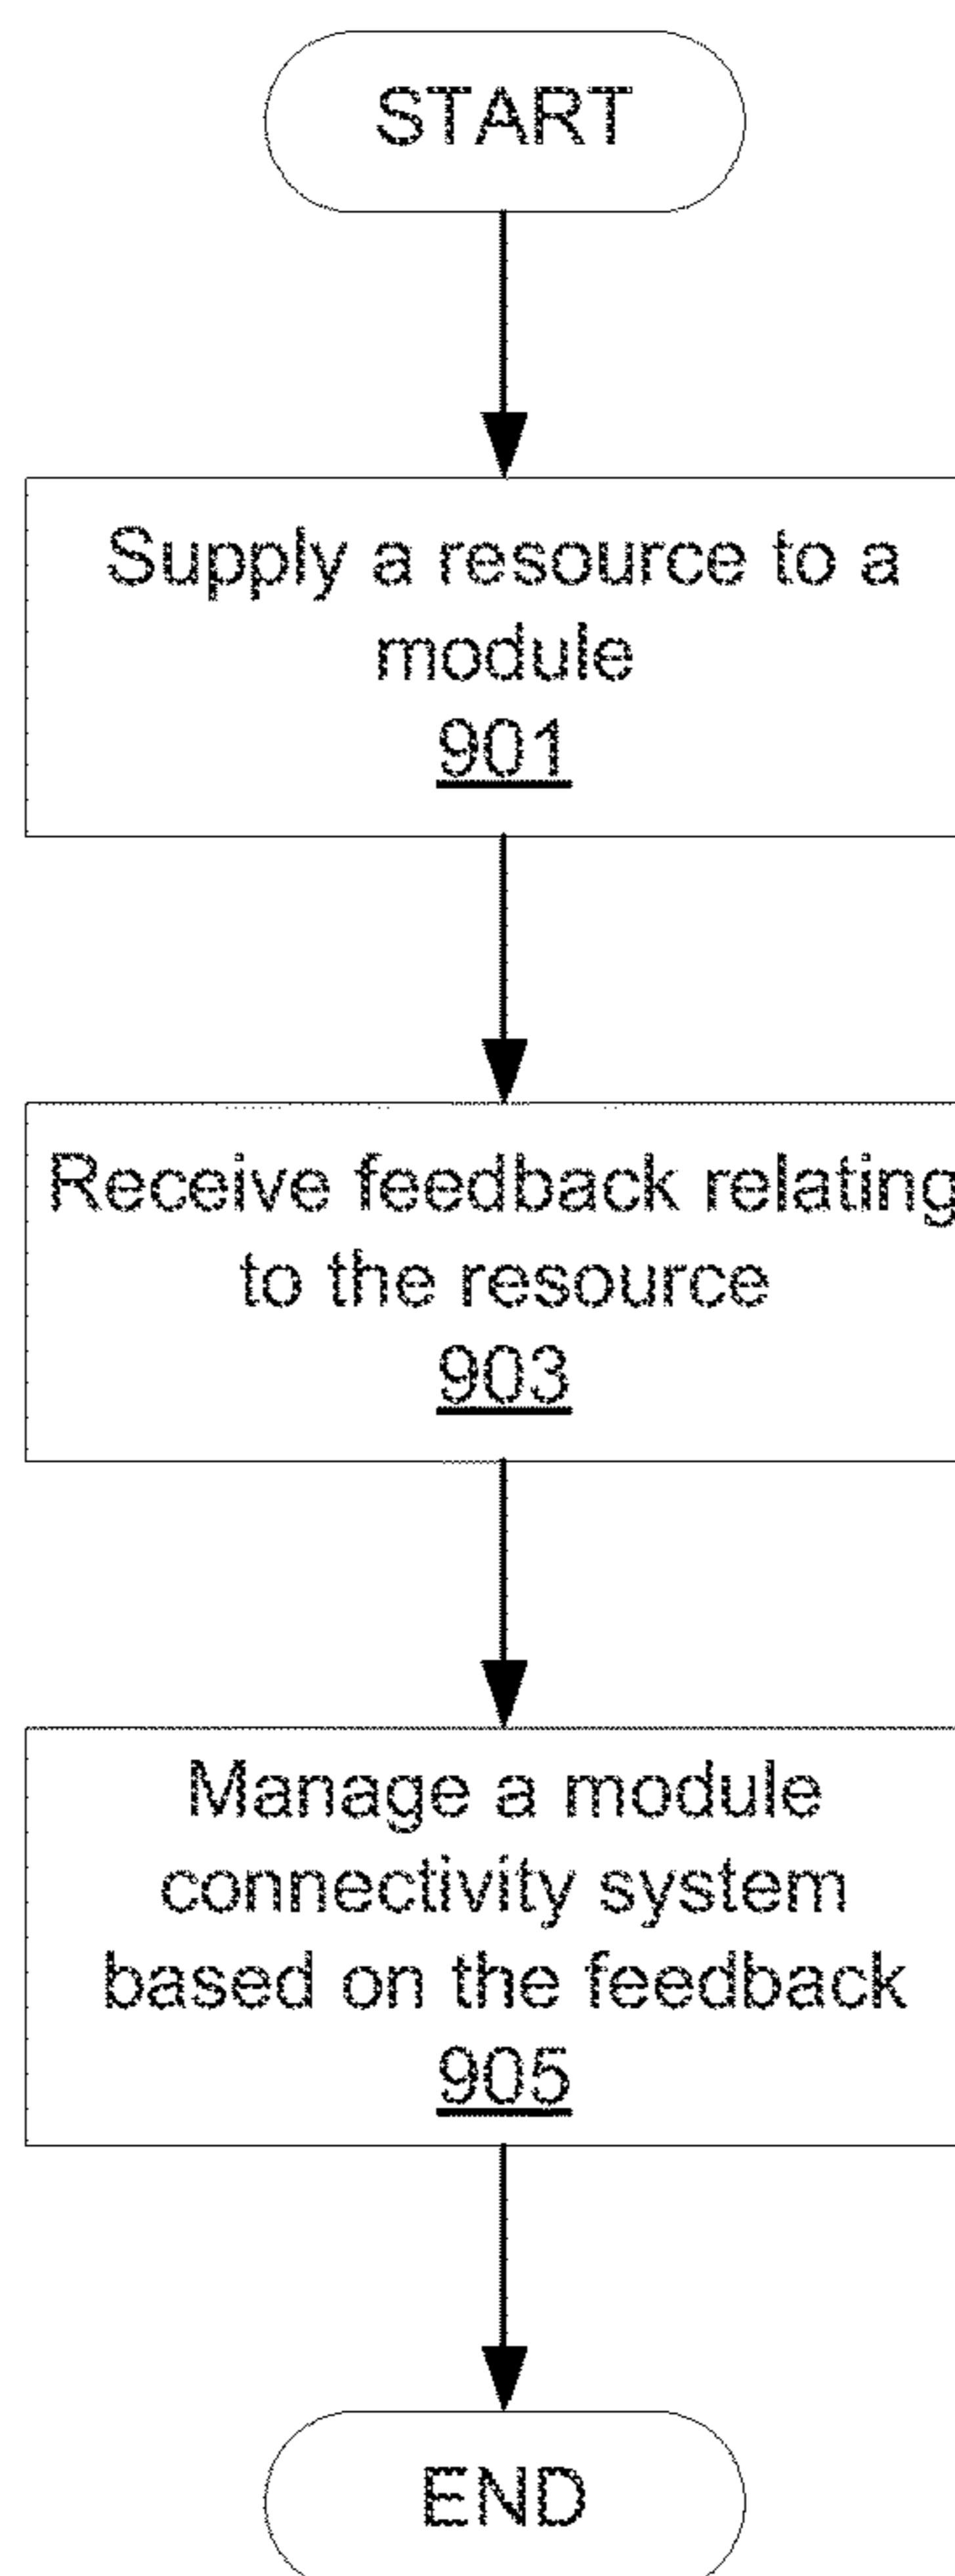 START
Supply a resource to a
module
901
Receive feedback relating
to the resource
903
Manage a module
connectivity system
based on the feedback
905
END